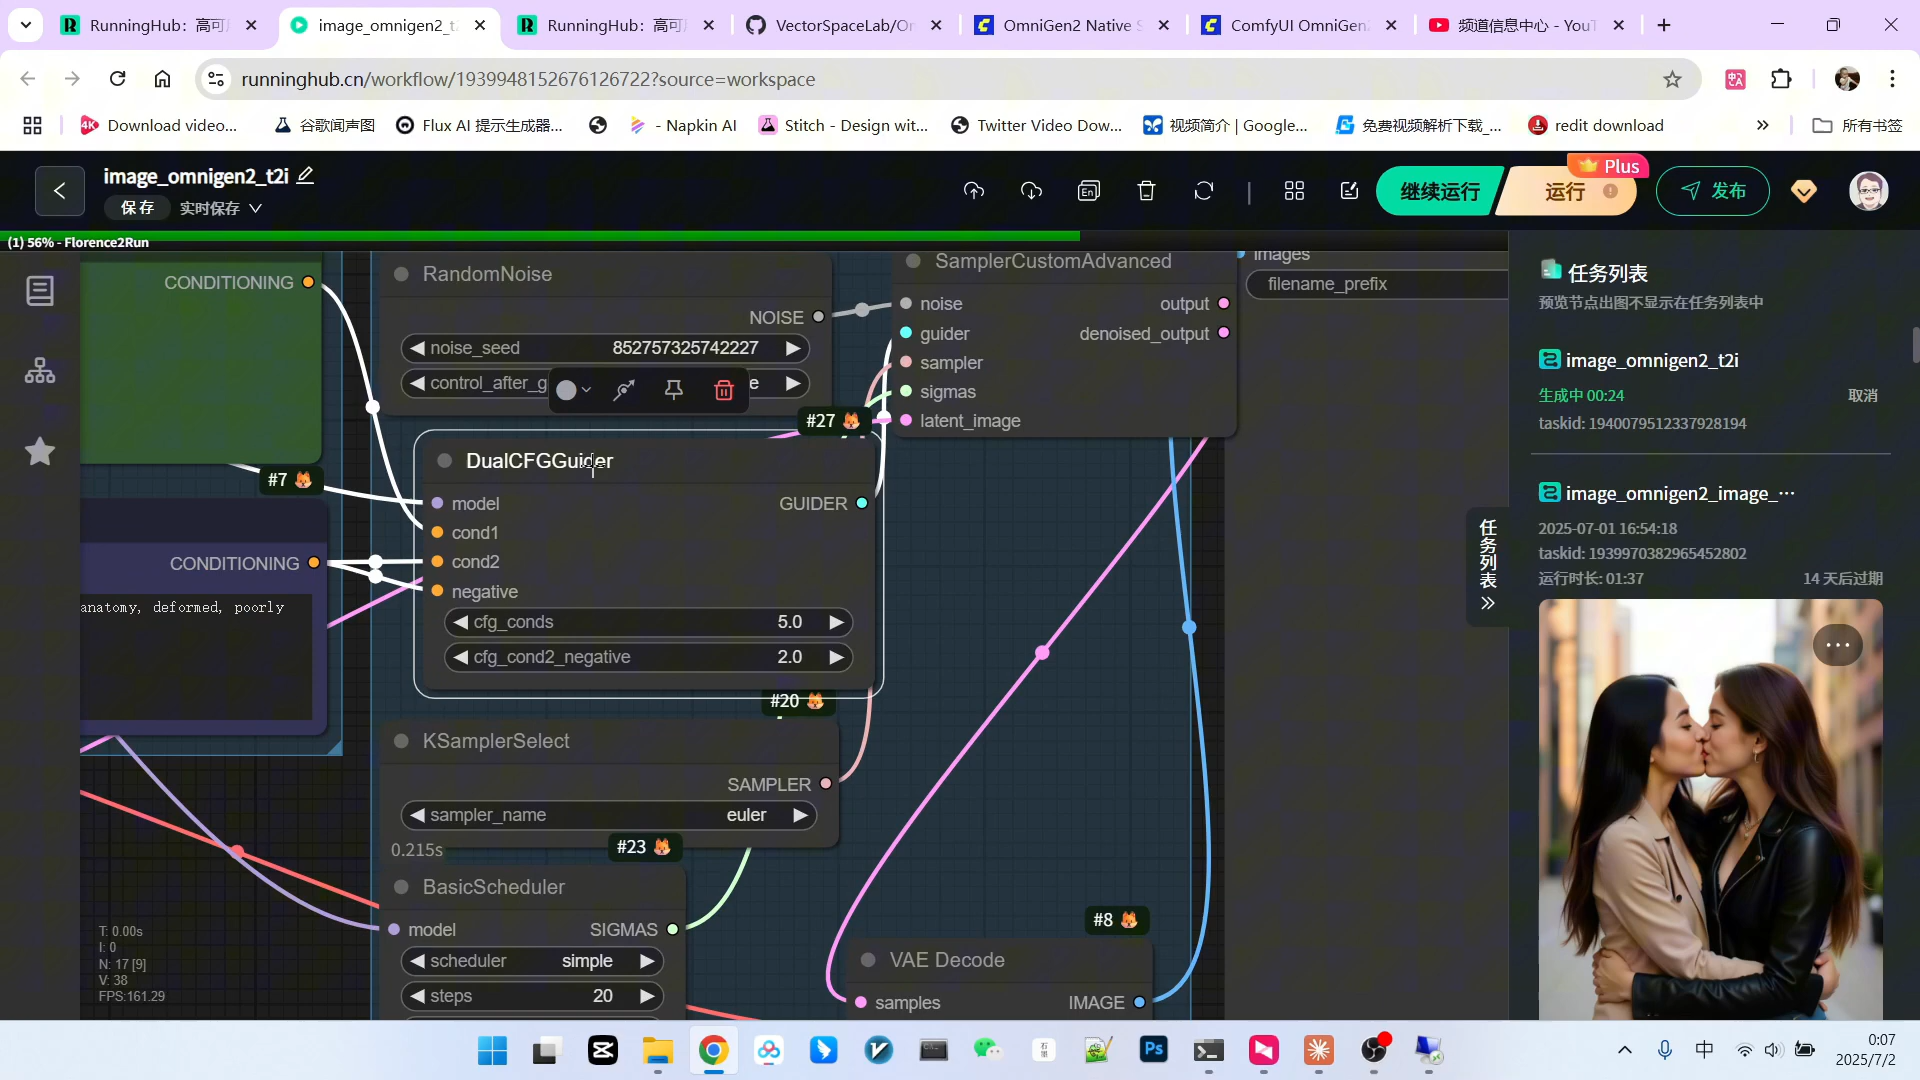 RunningHub：高可
image_omnigen2_t
RunningHub：高可
VectorSpaceLab/Om
OmniGen2 Native S
ComfyUI OmniGen
频道信息中心 - YouT
runninghub.cn/workflow/1939948152676126722?source=workspace
Download video...
谷歌闻声图
Flux AI 提示生成器...
- Napkin AI
Stitch - Design wit...
Twitter Video Dow...
视频简介 | Google...
免费视频解析下载_...
redit download
所有书签
image_omnigen2_t2i
保存
实时保存
En
继续运行
运行
Plus
发布
(1) 56% - Florence2Run
CONDITIONING
#7
CONDITIONING
anatomy, deformed, poorly
RandomNoise
NOISE
noise_seed 852757325742227
control_after_g e
#27
DualCFGGuider
model GUIDER
cond1
cond2
negative
cfg_conds 5.0
cfg_cond2_negative 2.0
#20
KSamplerSelect
SAMPLER
sampler_name euler
0.215s
#23
BasicScheduler
model SIGMAS
scheduler simple
steps 20
SamplerCustomAdvanced
noise output
guider denoised_output
sampler
sigmas
latent_image
images
filename_prefix
#8
VAE Decode
samples IMAGE
T: 0.00s
I: 0
N: 17 [9]
V: 38
FPS:161.29
任务列表
任务列表
预览节点出图不显示在任务列表中
image_omnigen2_t2i
生成中 00:24 取消
taskid: 1940079512337928194
image_omnigen2_image_···
2025-07-01 16:54:18
taskid: 1939970382965452802
运行时长: 01:37 14 天后过期
Ps
中
0:07
2025/7/2